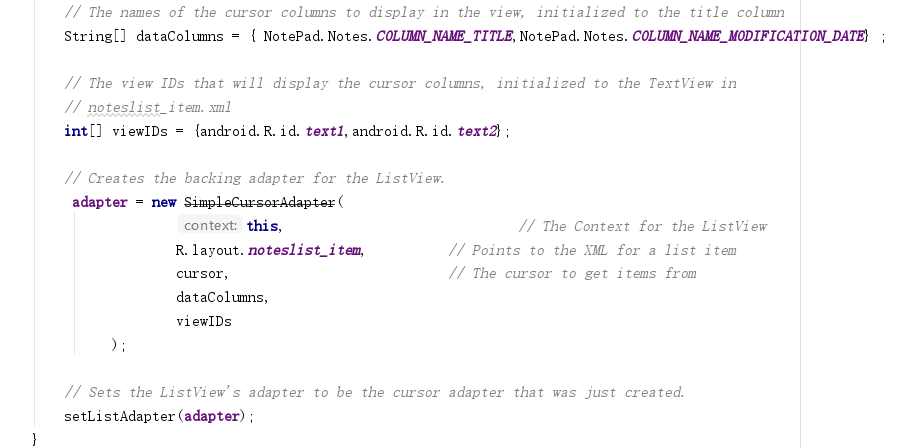 // The names of the cursor columns to display in the view, initialized to the title column
String[] dataColumns = { NotePad.Notes.COLUMN_NAME_TITLE,NotePad.Notes.COLUMN_NAME_MODIFICATION_DATE} ;
// The view IDs that will display the cursor columns, initialized to the TextView in
// noteslist_item.xml
int[] viewIDs = {android.R.id.text1,android.R.id.text2};
// Creates the backing adapter for the ListView.
adapter = new SimpleCursorAdapter(
context: this, // The Context for the ListView
R.layout.noteslist_item, // Points to the XML for a list item
cursor, // The cursor to get items from
dataColumns,
viewIDs
);
// Sets the ListView's adapter to be the cursor adapter that was just created.
setListAdapter(adapter);
}